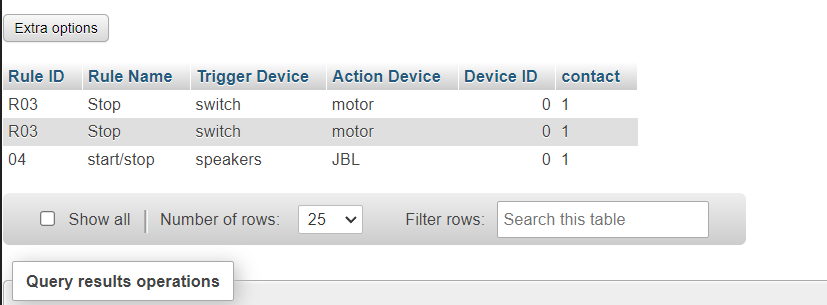 Extra options
Rule ID Rule Name Trigger Device Action Device Device ID contact
R03 Stop switch motor 0 1
R03 Stop switch motor 0 1
04 start/stop speakers JBL 0 1
Show all Number of rows: 25 Filter rows: Search this table
Query results operations